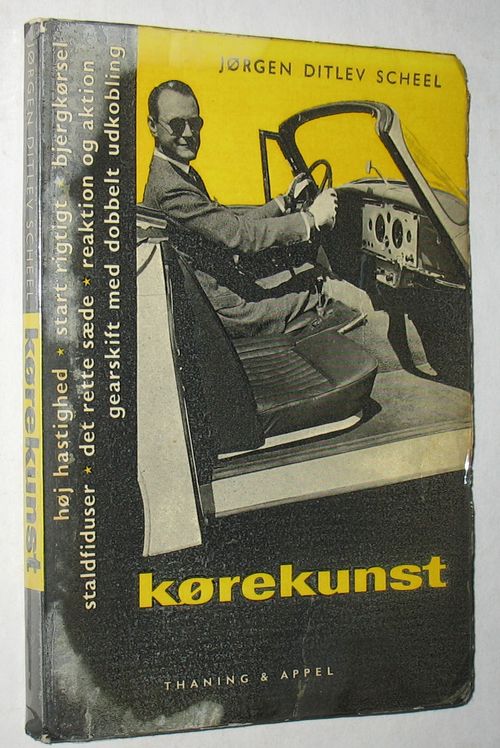 JØRGEN DITLEV SCHEEL
høj hastighed ★ start rigtigt ★ bjergkørsel
staldfiduser ★ det rette sæde ★ reaktion og aktion
gearskift med dobbelt udkobling
kørekunst
THANING & APPEL
JØRGEN DITLEV SCHEEL
kørekunst